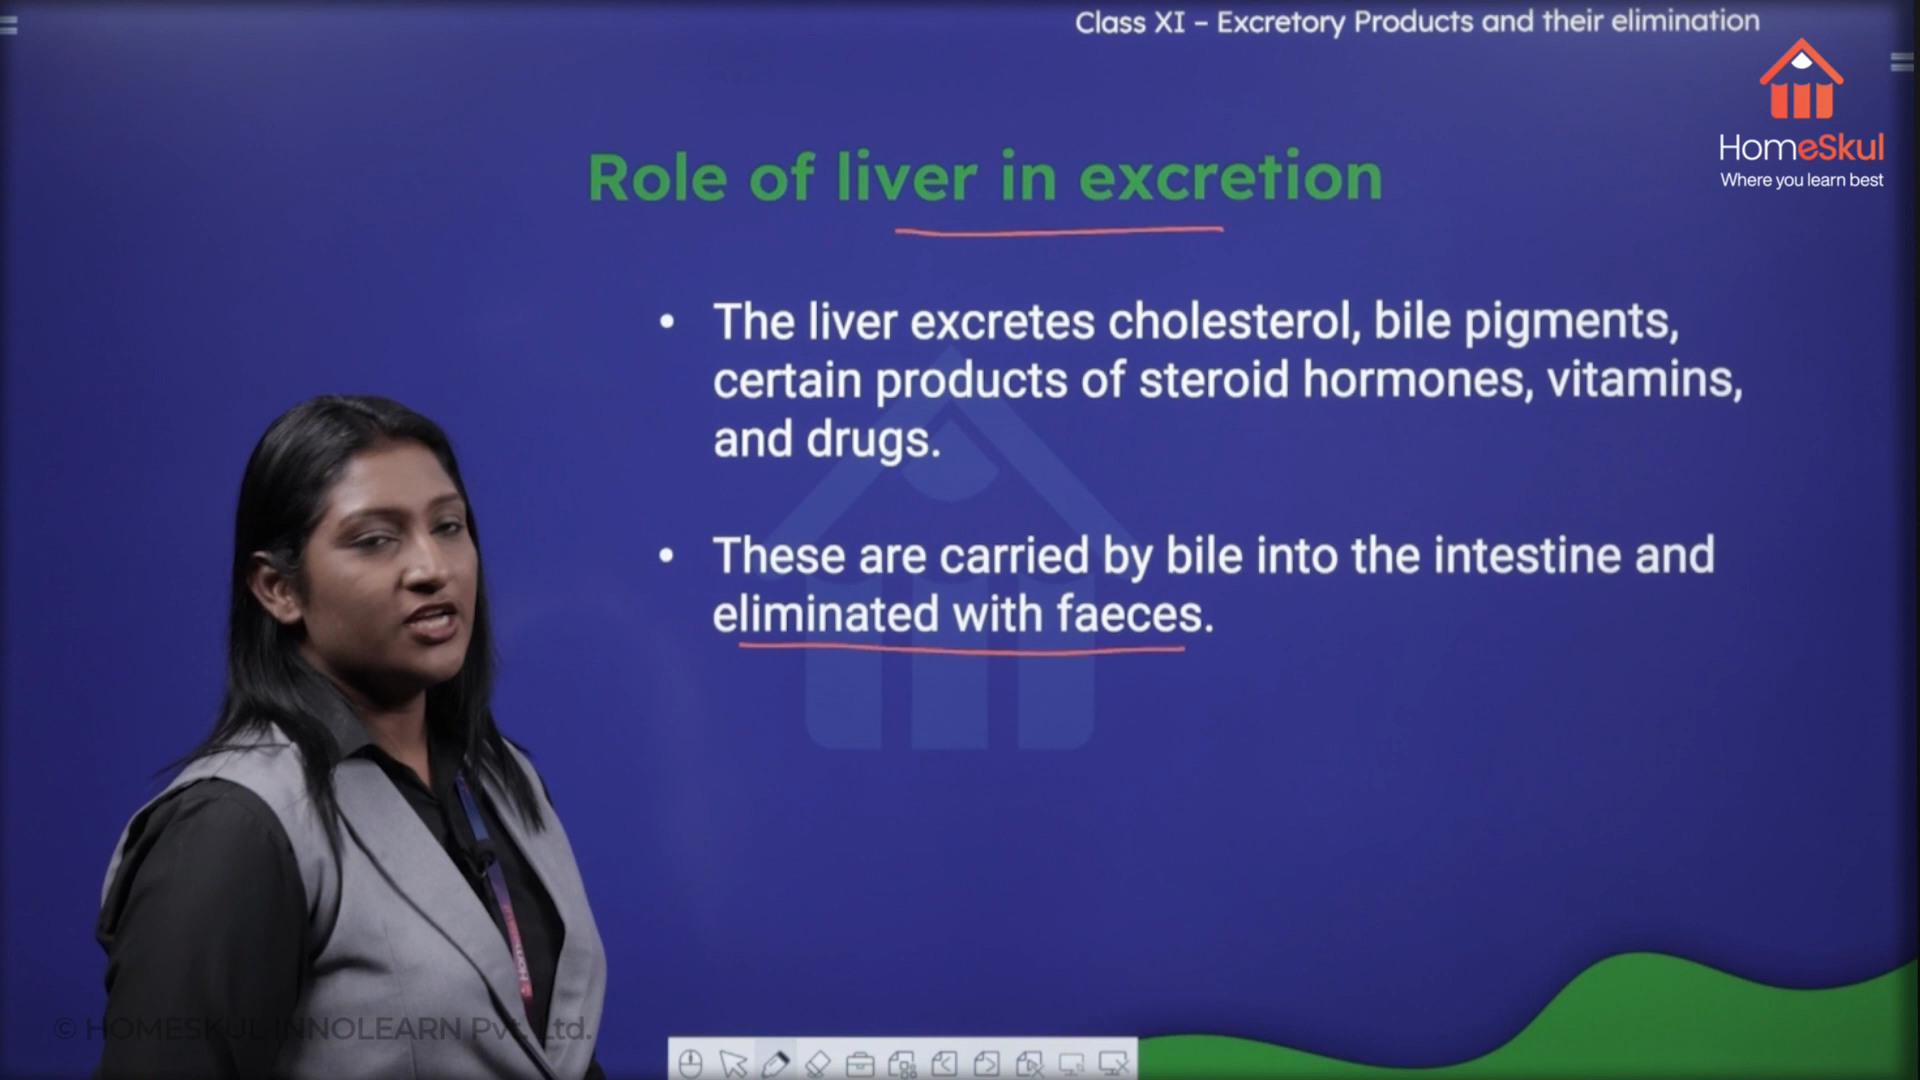 Class XI – Excretory Products and their elimination
HomeSkul
Where you learn best
Role of liver in excretion
• The liver excretes cholesterol, bile pigments,
certain products of steroid hormones, vitamins,
and drugs.
• These are carried by bile into the intestine and
eliminated with faeces.
© HOMESKUL INNOLEARN Pvt. Ltd.